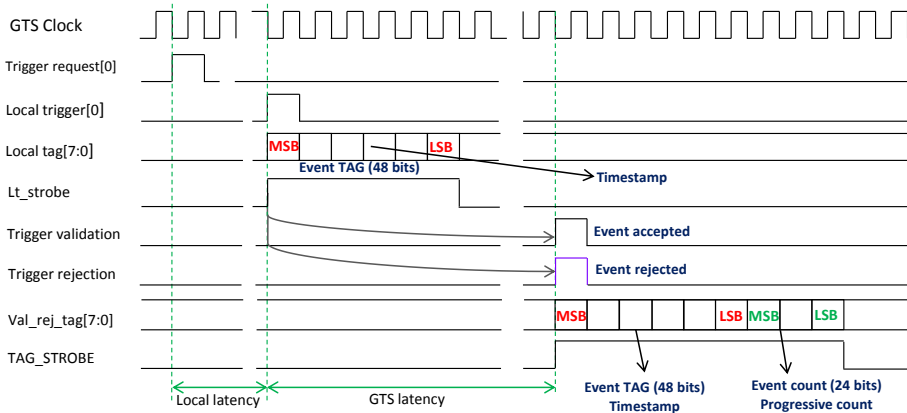 GTS Clock
Trigger request[0]
Local trigger[0]
Local tag[7:0]
MSB
LSB
Event TAG (48 bits)
Timestamp
Lt_strobe
Trigger validation
Event accepted
Trigger rejection
Event rejected
Val_rej_tag[7:0]
MSB
LSB
MSB
LSB
TAG_STROBE
Event TAG (48 bits)
Timestamp
Event count (24 bits)
Progressive count
Local latency
GTS latency